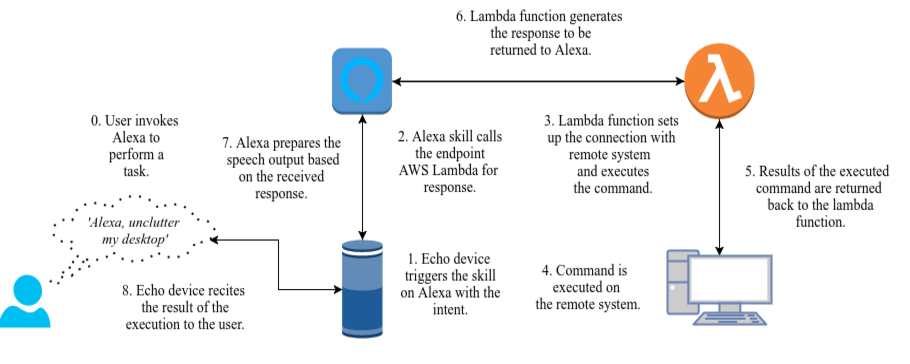 6. Lambda function generates
the response to be
returned to Alexa.
0. User invokes
Alexa to
perform a
task.
7. Alexa prepares the
speech output based
on the received
response.
2. Alexa skill calls
the endpoint
AWS Lambda for
response.
3. Lambda function sets
up the connection with
remote system
and executes
the command.
5. Results of the executed
command are returned
back to the lambda
function.
'Alexa, unclutter
my desktop'
1. Echo device
triggers the skill
on Alexa with the
intent.
4. Command is
executed on
the remote system.
8. Echo device recites
the result of the
execution to the user.